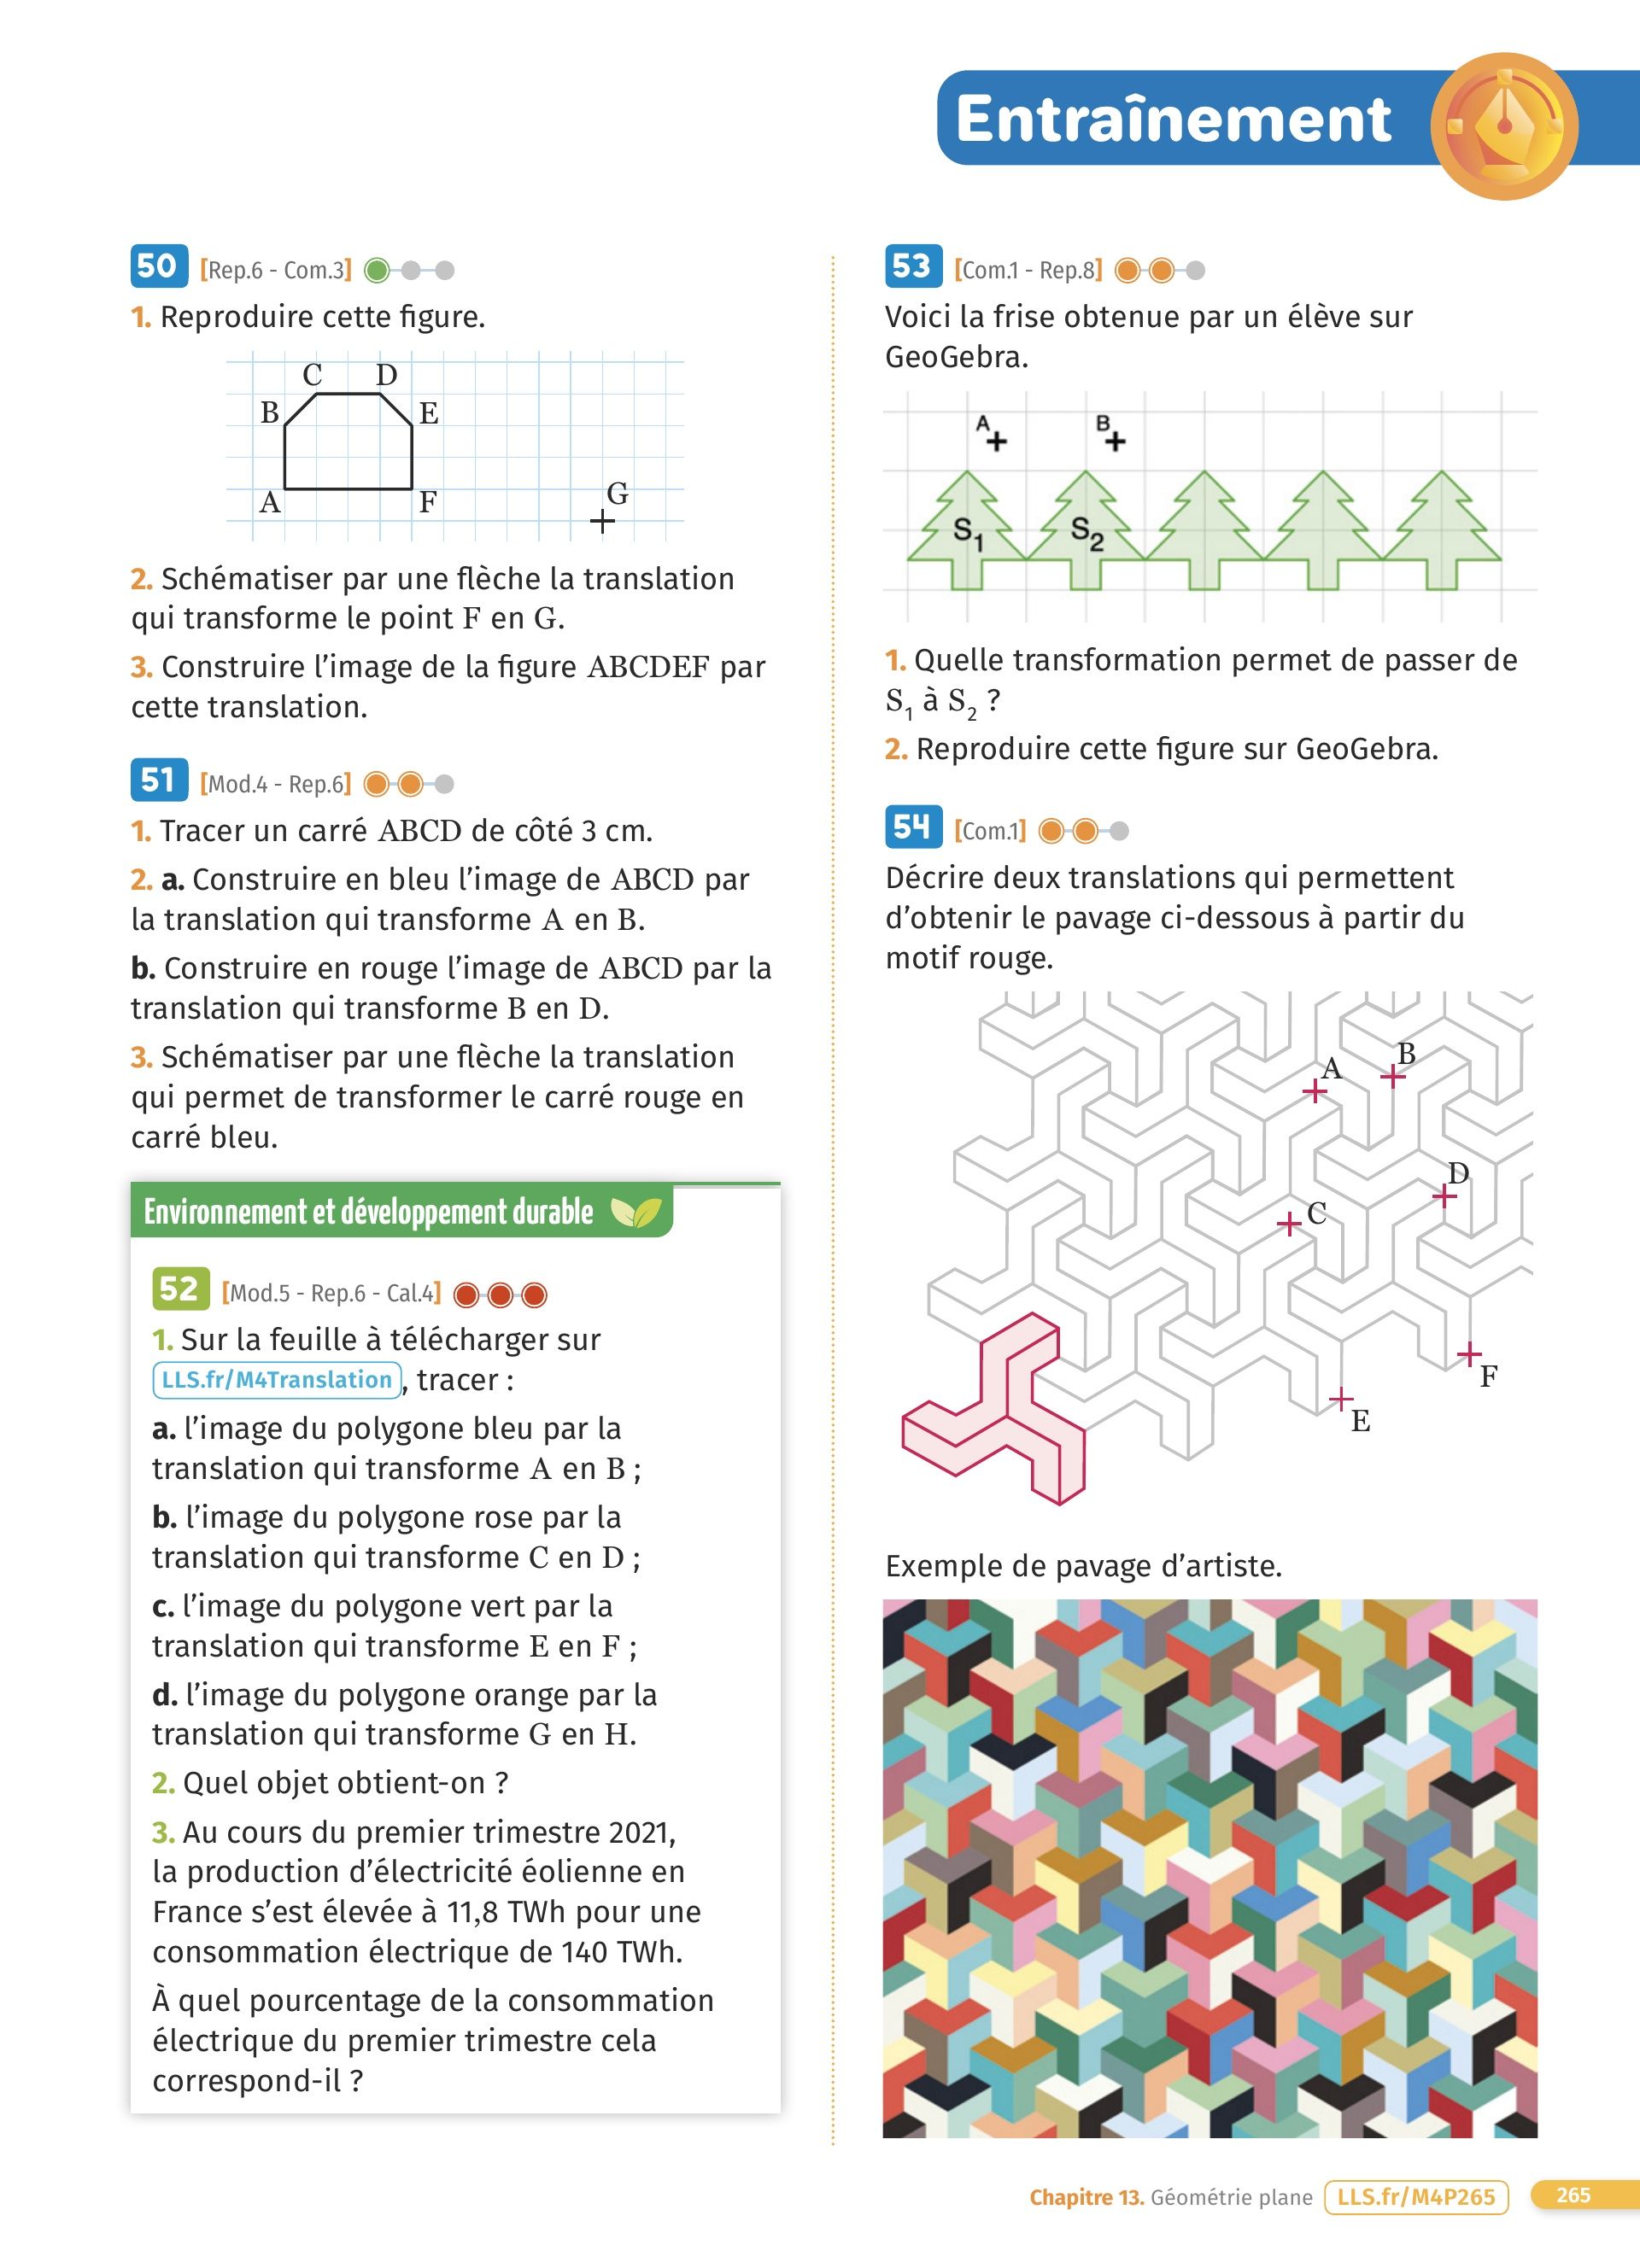 Entraînement
50 [Rep.6 - Com.3]
1. Reproduire cette figure.
C D
B E
A F G
2. Schématiser par une flèche la translation
qui transforme le point F en G.
3. Construire l'image de la figure ABCDEF par
cette translation.
51 [Mod.4 - Rep.6]
1. Tracer un carré ABCD de côté 3 cm.
2. a. Construire en bleu l'image de ABCD par
la translation qui transforme A en B.
b. Construire en rouge l'image de ABCD par la
translation qui transforme B en D.
3. Schématiser par une flèche la translation
qui permet de transformer le carré rouge en
carré bleu.
Environnement et développement durable
52 [Mod.5 - Rep.6 - Cal.4]
1. Sur la feuille à télécharger sur
LLS.fr/M4Translation, tracer :
a. l'image du polygone bleu par la
translation qui transforme A en B ;
b. l'image du polygone rose par la
translation qui transforme C en D ;
c. l'image du polygone vert par la
translation qui transforme E en F ;
d. l'image du polygone orange par la
translation qui transforme G en H.
2. Quel objet obtient-on ?
3. Au cours du premier trimestre 2021,
la production d'électricité éolienne en
France s'est élevée à 11,8 TWh pour une
consommation électrique de 140 TWh.
À quel pourcentage de la consommation
électrique du premier trimestre cela
correspond-il ?
53 [Com.1 - Rep.8]
Voici la frise obtenue par un élève sur
GeoGebra.
A B
S1 S2
1. Quelle transformation permet de passer de
S1 à S2 ?
2. Reproduire cette figure sur GeoGebra.
54 [Com.1]
Décrire deux translations qui permettent
d'obtenir le pavage ci-dessous à partir du
motif rouge.
B
A
D
C
F
E
Exemple de pavage d'artiste.
Chapitre 13. Géométrie plane LLS.fr/M4P265 265